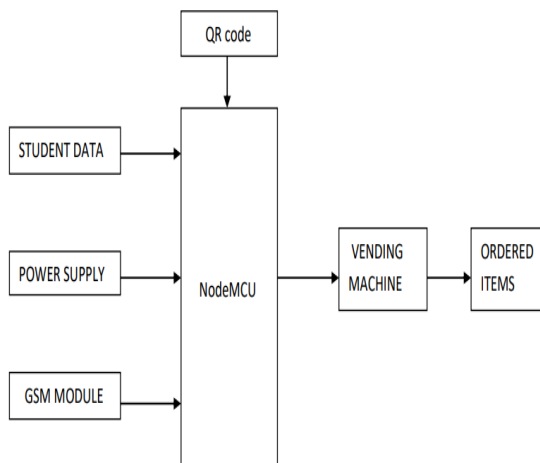 QR code
STUDENT DATA
POWER SUPPLY
GSM MODULE
NodeMCU
VENDING
MACHINE
ORDERED
ITEMS